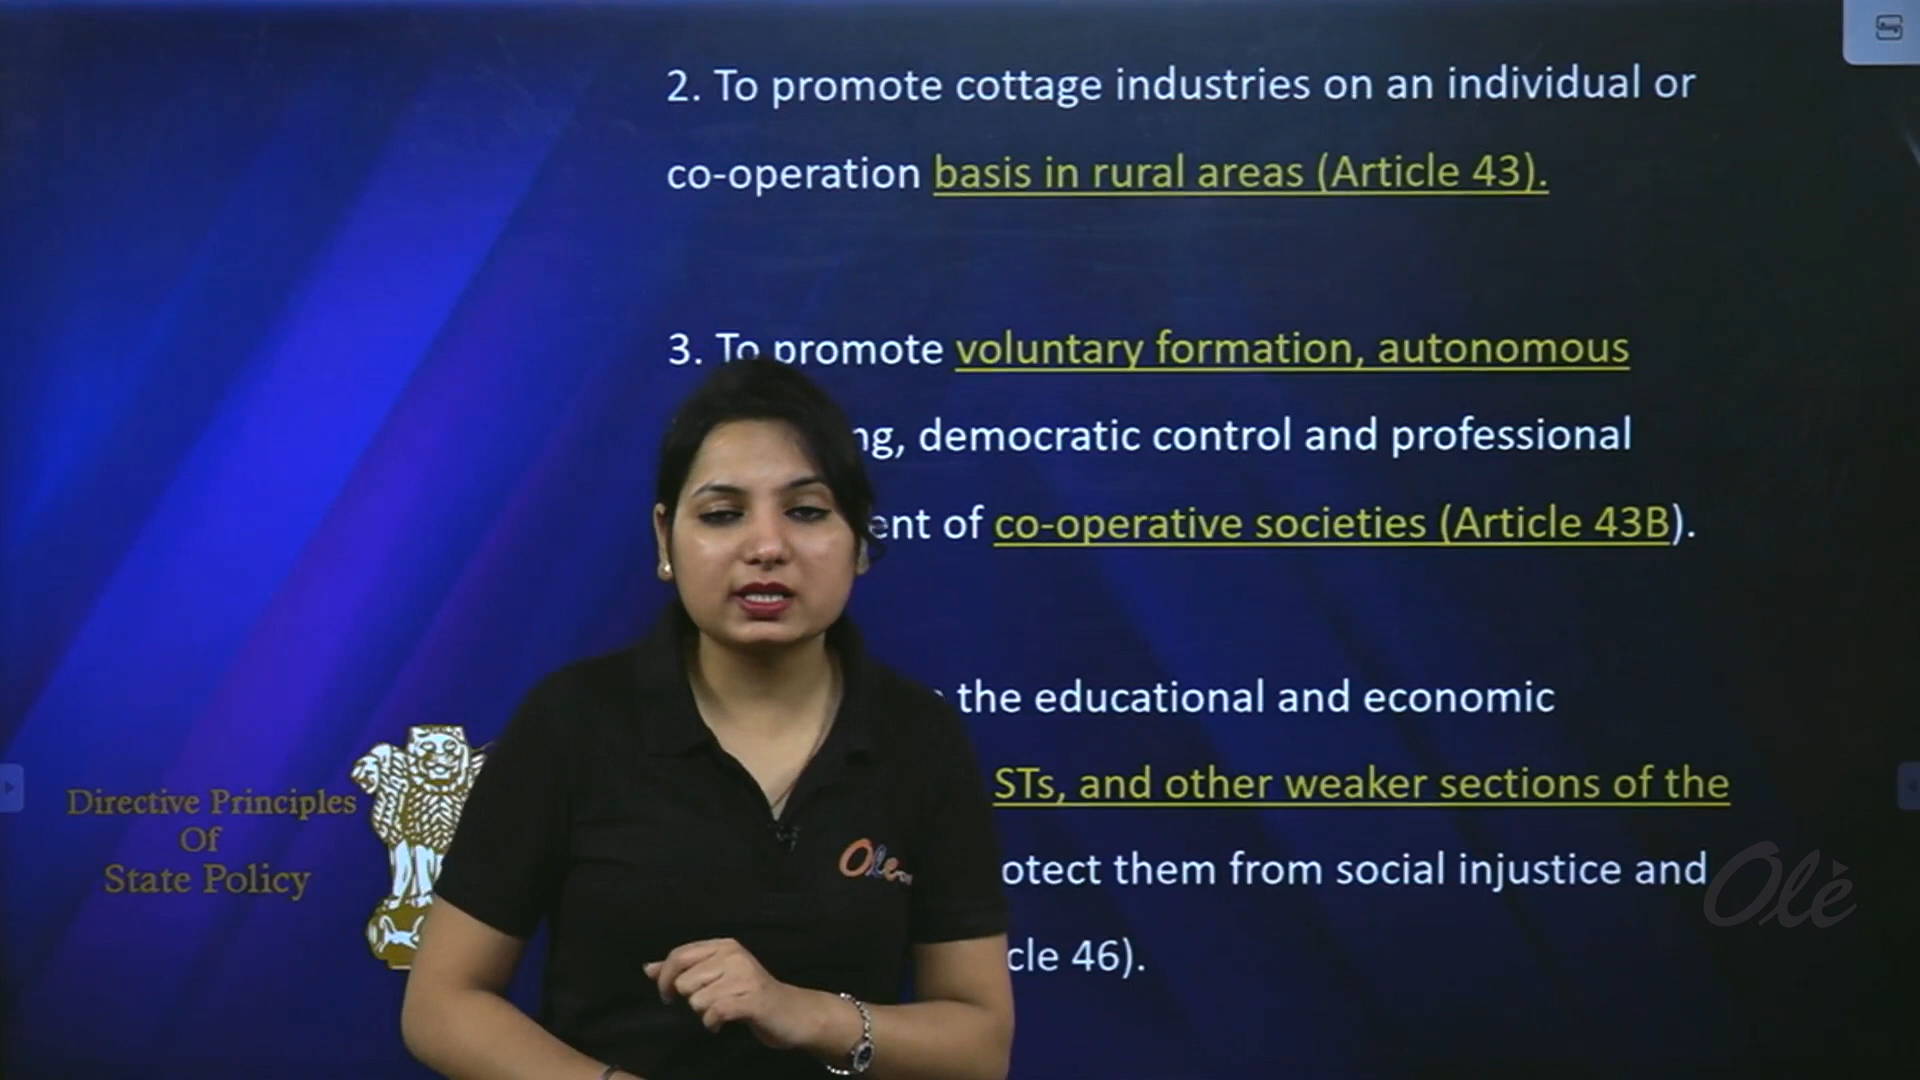 2. To promote cottage industries on an individual or
co-operation basis in rural areas (Article 43).
3. To promote voluntary formation, autonomous
ng, democratic control and professional
ent of co-operative societies (Article 43B).
the educational and economic
STs, and other weaker sections of the
otect them from social injustice and
cle 46).
Directive Principles
Of
State Policy
Ole
Olè